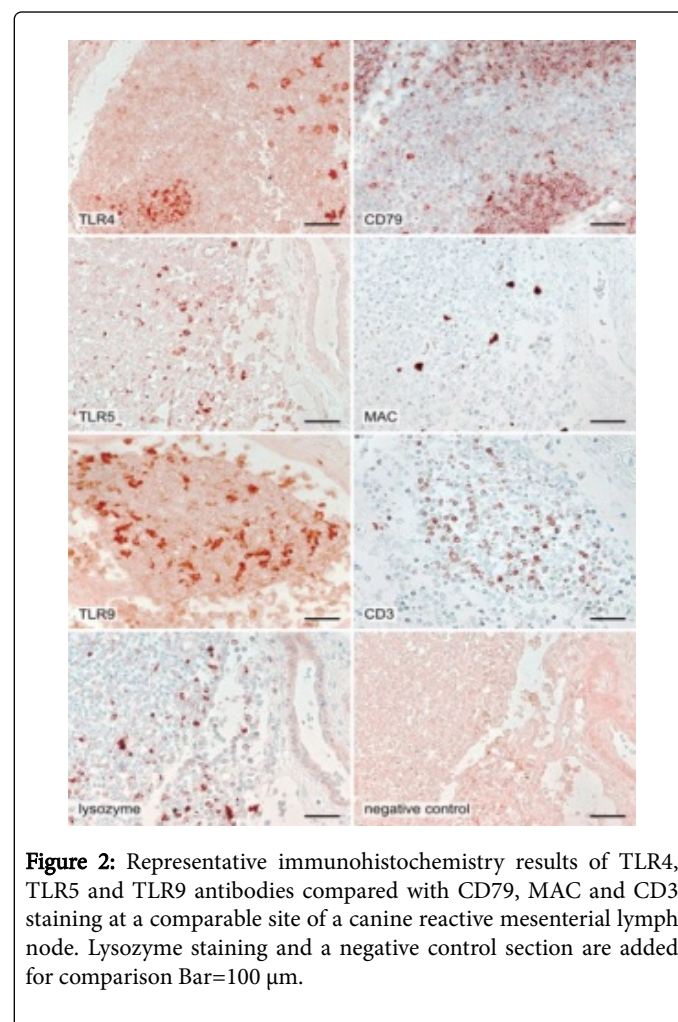 TLR4
CD79
TLR5
MAC
TLR9
CD3
lysozyme
negative control
Figure 2: Representative immunohistochemistry results of TLR4,
TLR5 and TLR9 antibodies compared with CD79, MAC and CD3
staining at a comparable site of a canine reactive mesenterial lymph
node. Lysozyme staining and a negative control section are added
for comparison Bar=100 µm.